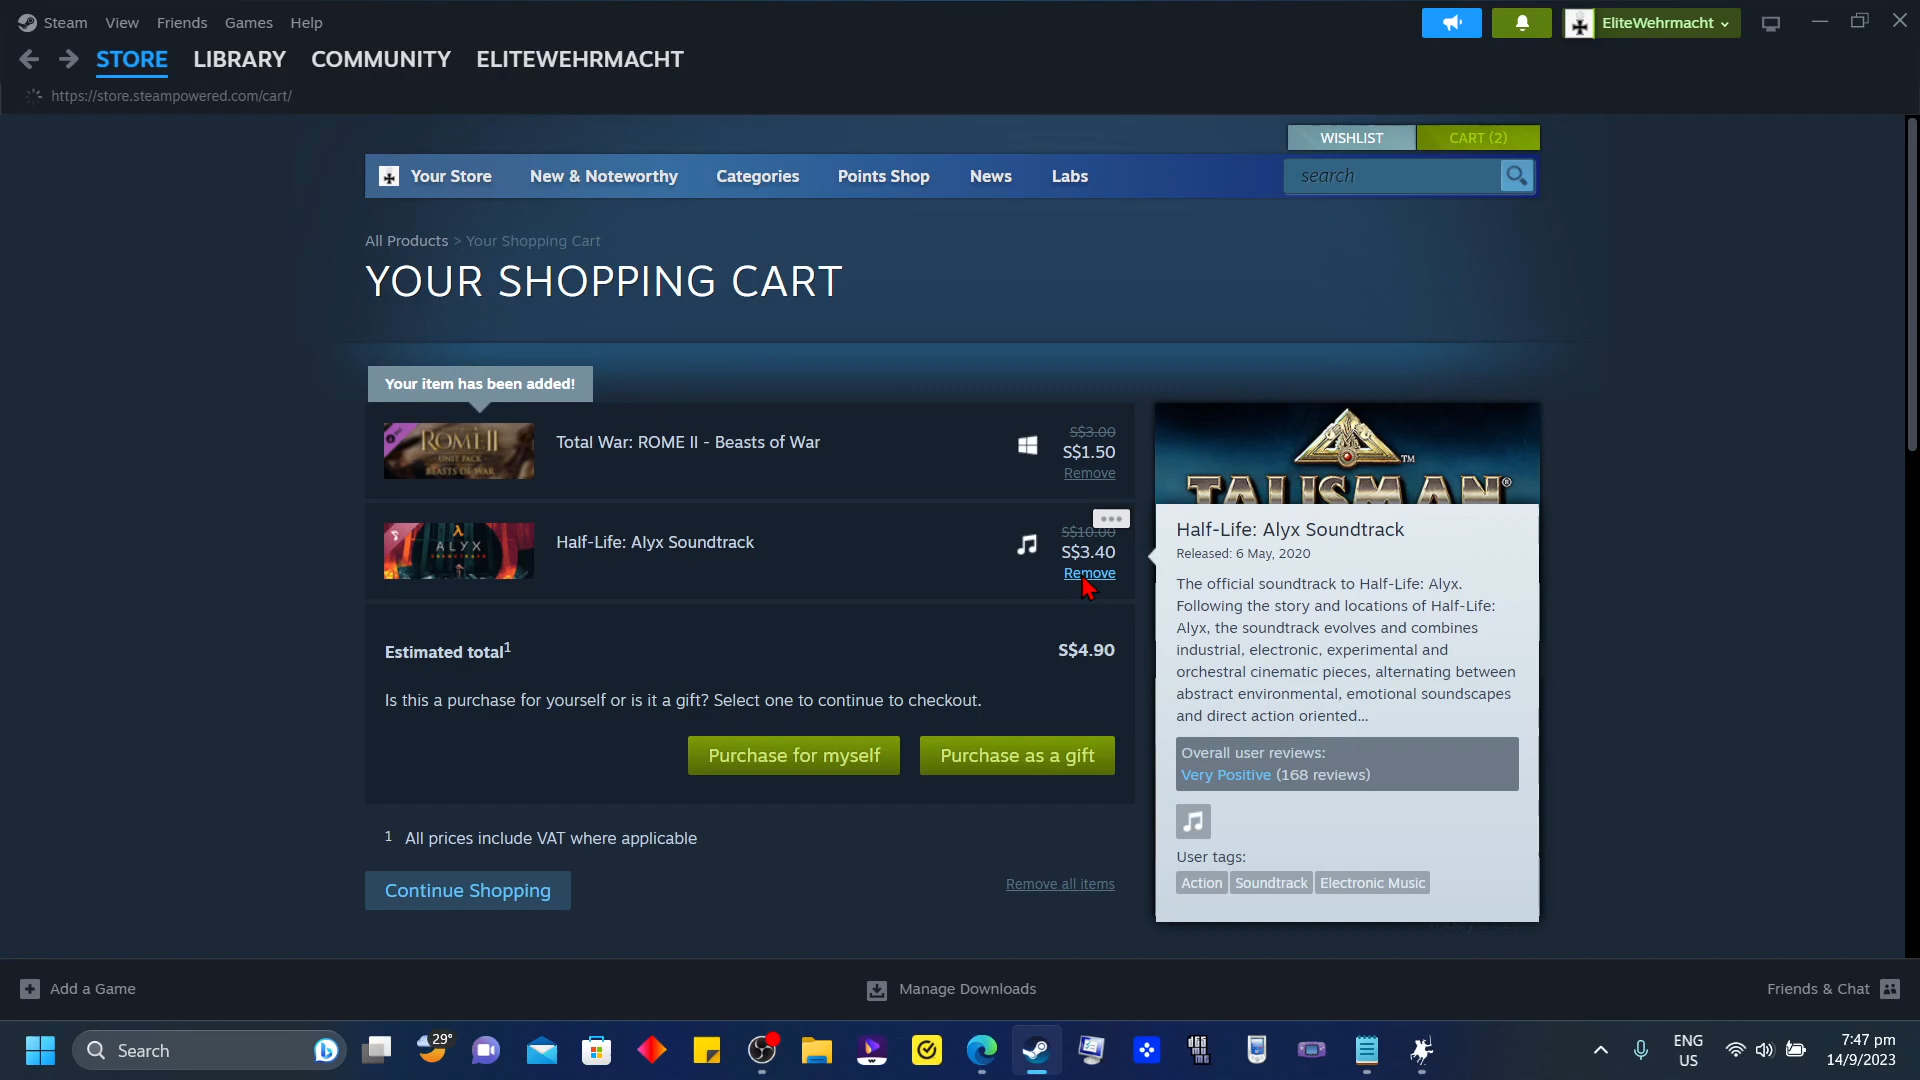 Steam View Friends Games Help
EliteWehrmacht
STORE LIBRARY COMMUNITY ELITEWEHRMACHT
https://store.steampowered.com/cart/
WISHLIST
CART (2)
Your Store New & Noteworthy Categories Points Shop News Labs
search
All Products > Your Shopping Cart
YOUR SHOPPING CART
Your item has been added!
ROME II
UNIT PACK
BEASTS OF WAR
Total War: ROME II - Beasts of War
S$3.00
S$1.50
Remove
ALYX
SOUNDTRACK
Half-Life: Alyx Soundtrack
S$10.00
S$3.40
Remove
Estimated total1
S$4.90
Is this a purchase for yourself or is it a gift? Select one to continue to checkout.
Purchase for myself
Purchase as a gift
1 All prices include VAT where applicable
Continue Shopping
Remove all items
TALISMAN®
TM
Half-Life: Alyx Soundtrack
Released: 6 May, 2020
The official soundtrack to Half-Life: Alyx.
Following the story and locations of Half-Life:
Alyx, the soundtrack evolves and combines
industrial, electronic, experimental and
orchestral cinematic pieces, alternating between
abstract environmental, emotional soundscapes
and direct action oriented...
Overall user reviews:
Very Positive (168 reviews)
User tags:
Action Soundtrack Electronic Music
Add a Game
Manage Downloads
Friends & Chat
Search
29°
ENG
US
7:47 pm
14/9/2023